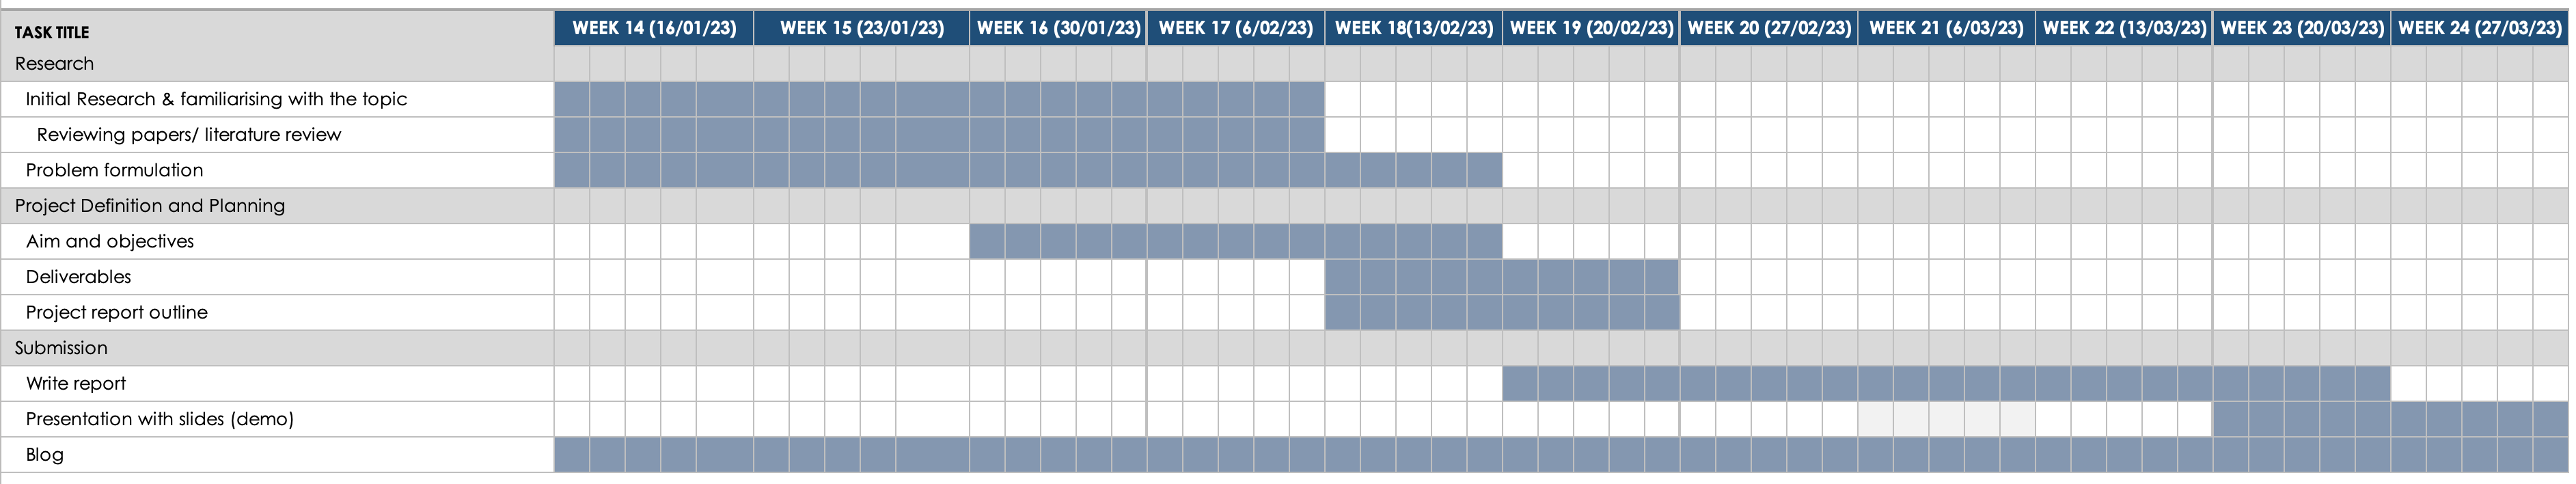 TASK TITLE WEEK 14 (16/01/23) WEEK 15 (23/01/23) WEEK 16 (30/01/23) WEEK 17 (6/02/23) WEEK 18(13/02/23) WEEK 19 (20/02/23) WEEK 20 (27/02/23) WEEK 21 (6/03/23) WEEK 22 (13/03/23) WEEK 23 (20/03/23) WEEK 24 (27/03/23)
Research
Initial Research & familiarising with the topic
Reviewing papers/ literature review
Problem formulation
Project Definition and Planning
Aim and objectives
Deliverables
Project report outline
Submission
Write report
Presentation with slides (demo)
Blog